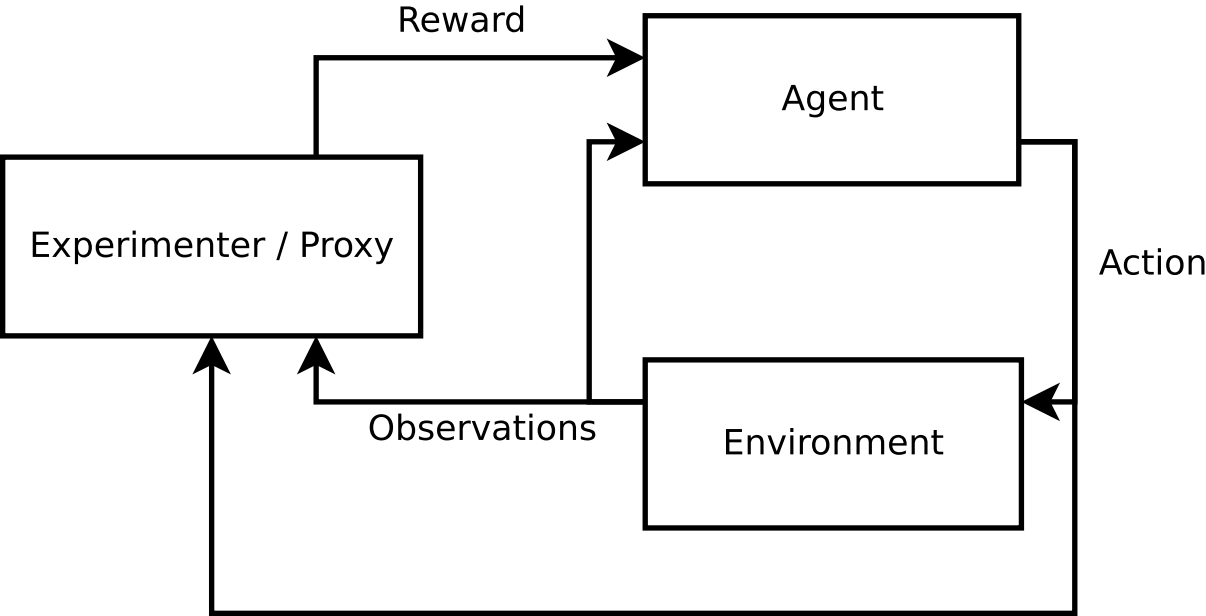 Reward
Agent
Experimenter / Proxy
Action
Observations
Environment